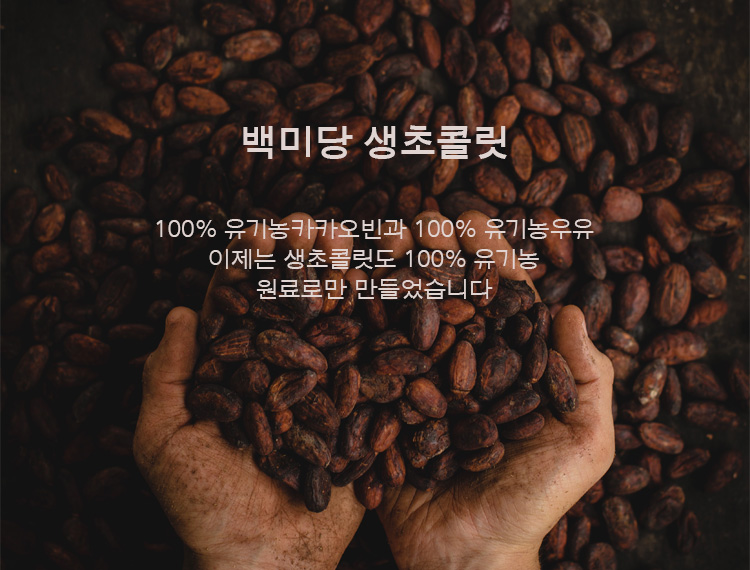 백미당 생초콜릿
100% 유기농카카오빈과 100% 유기농우유
이제는 생초콜릿도 100% 유기농
원료로만 만들었습니다